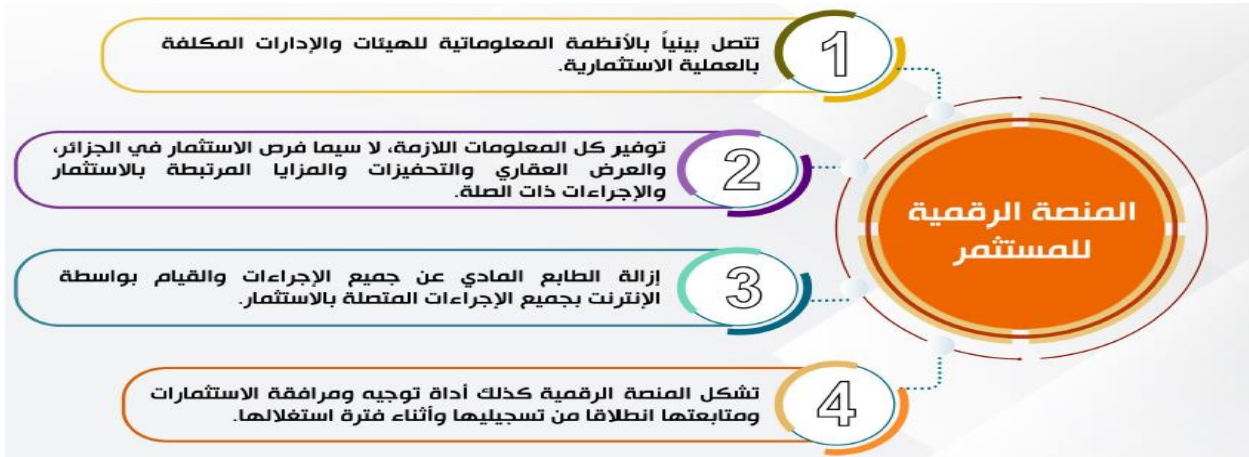 المنصة الرقمية
للمستثمر
1
تتصل بينياً بالأنظمة المعلوماتية للهيئات والإدارات المكلفة
بالعملية الاستثمارية.
2
توفير كل المعلومات اللازمة، لا سيما فرص الاستثمار في الجزائر،
والعرض العقاري والتحفيزات والمزايا المرتبطة بالاستثمار
والإجراءات ذات الصلة.
3
إزالة الطابع المادي عن جميع الإجراءات والقيام بواسطة
الإنترنت بجميع الإجراءات المتصلة بالاستثمار.
4
تشكل المنصة الرقمية كذلك أداة توجيه ومرافقة الاستثمارات
ومتابعتها انطلاقا من تسجيليها وأثناء فترة استغلالها.